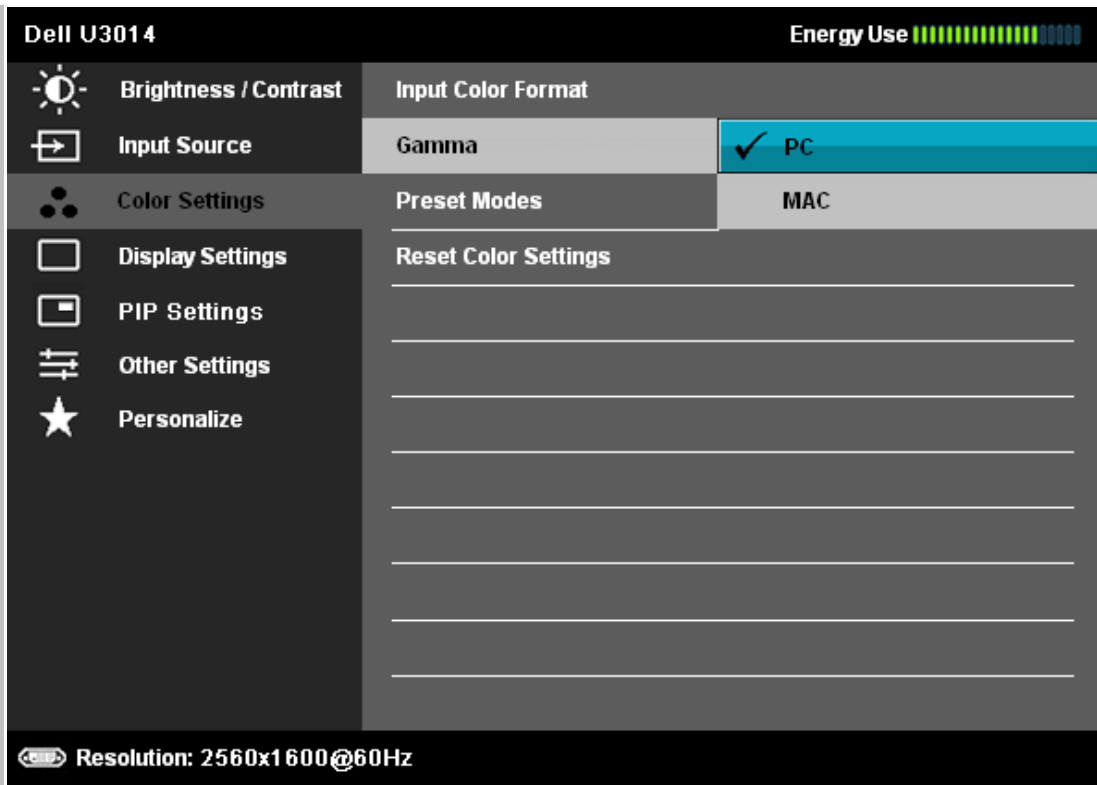 Dell U3014 Energy Use
Brightness / Contrast Input Color Format
Input Source Gamma PC
Color Settings Preset Modes MAC
Display Settings Reset Color Settings
PIP Settings
Other Settings
Personalize
Resolution: 2560x1600@60Hz